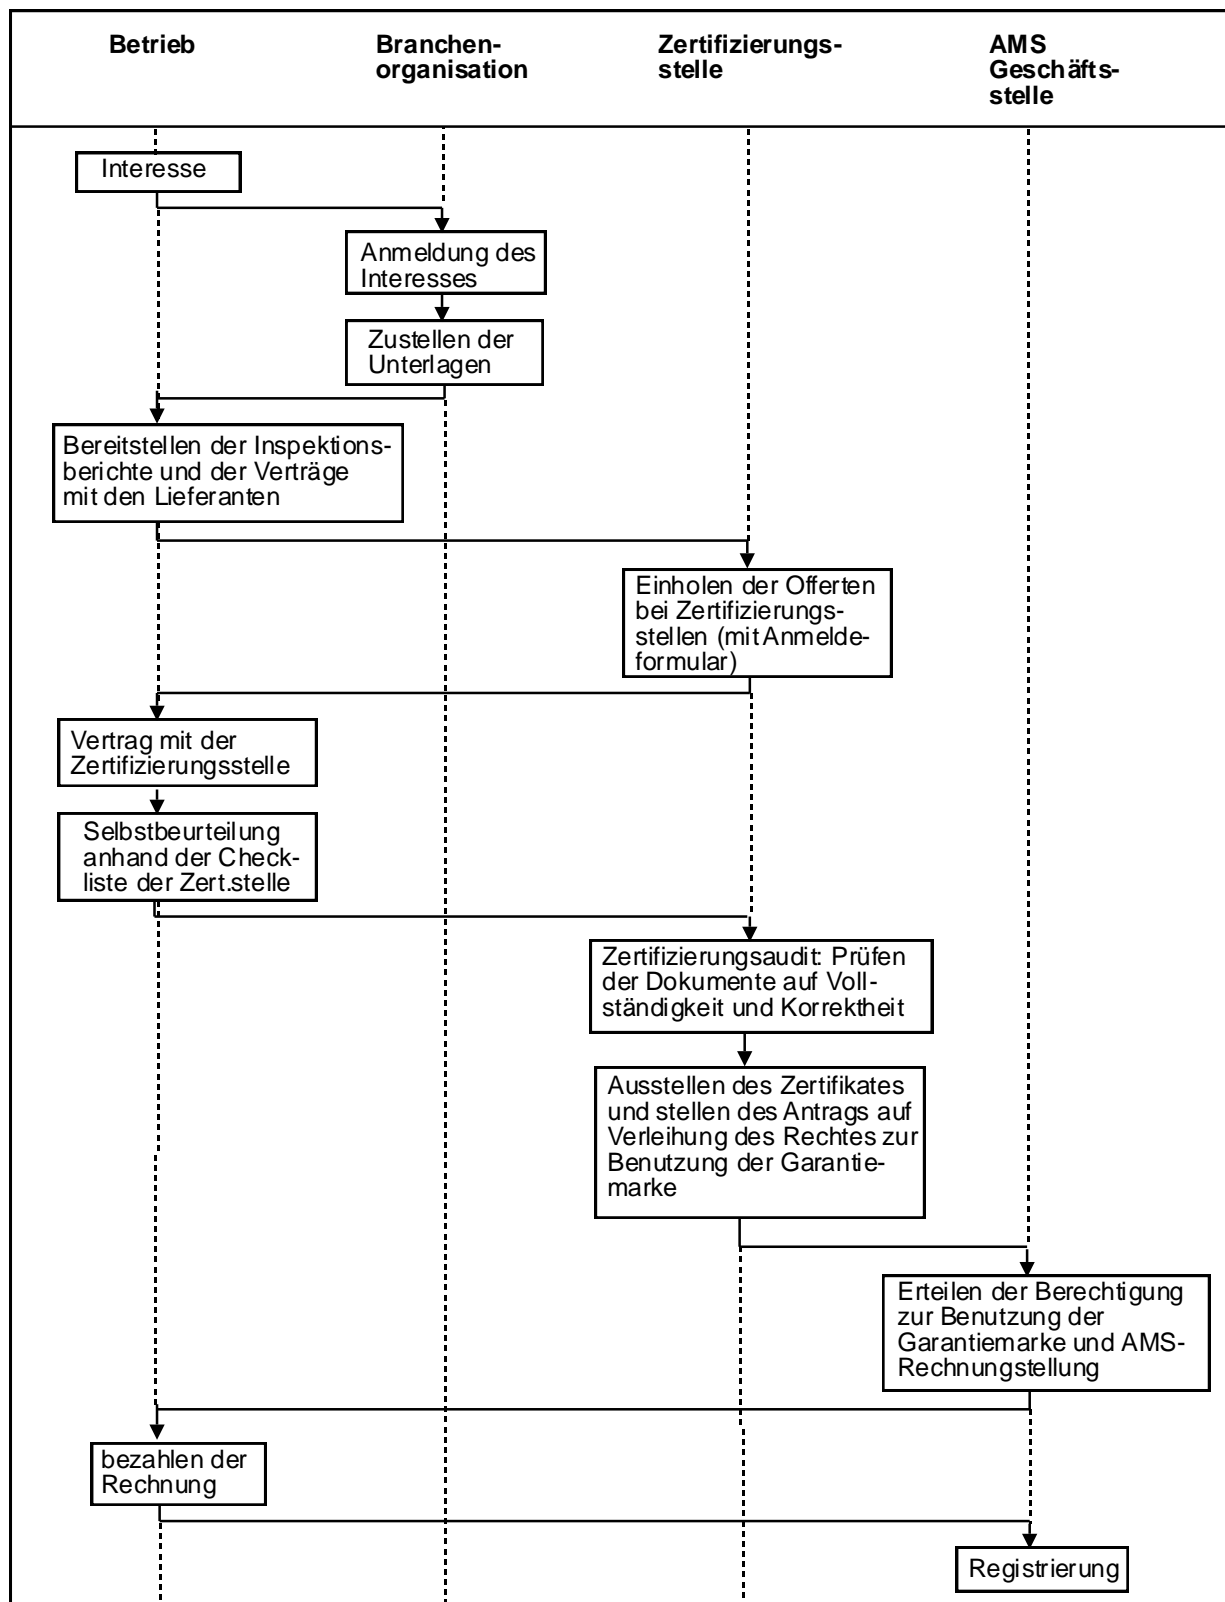 Betrieb
Branchen-
organisation
Zertifizierungs-
stelle
AMS
Geschäfts-
stelle
Interesse
Anmeldung des
Interesses
Zustellen der
Unterlagen
Bereitstellen der Inspektions-
berichte und der Verträge
mit den Lieferanten
Einholen der Offerten
bei Zertifizierungs-
stellen (mit Anmelde-
formular)
Vertrag mit der
Zertifizierungsstelle
Selbstbeurteilung
anhand der Check-
liste der Zert.stelle
Zertifizierungsaudit: Prüfen
der Dokumente auf Voll-
ständigkeit und Korrektheit
Ausstellen des Zertifikates
und stellen des Antrags auf
Verleihung des Rechtes zur
Benutzung der Garantie-
marke
Erteilen der Berechtigung
zur Benutzung der
Garantiemarke und AMS-
Rechnungstellung
bezahlen der
Rechnung
Registrierung